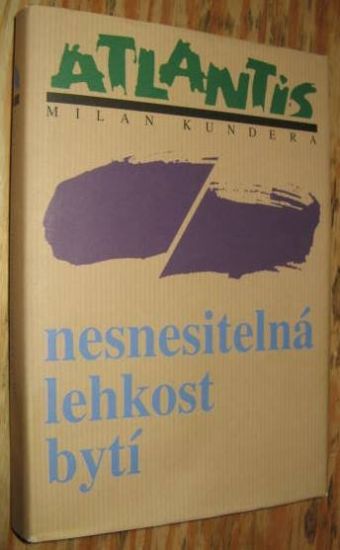 ATLANTIS
MILAN KUNDERA
nesnesitelná
lehkost
bytí